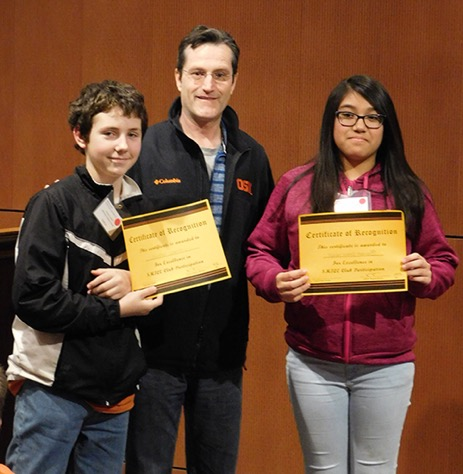 Columbia
OSU
Certificate of Recognition
This certificate is awarded to
for Excellence in
Club Participation
Certificate of Recognition
This certificate is awarded to
for Excellence in
Club Participation